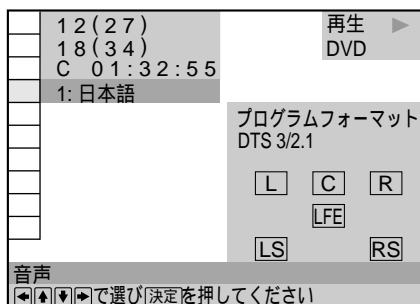 12(27)
18(34)
C 01:32:55
1: 日本語
再生 ▶
DVD
プログラムフォーマット
DTS 3/2.1
L C R
LFE
LS RS
音声
←↑↓→で選び決定を押してください